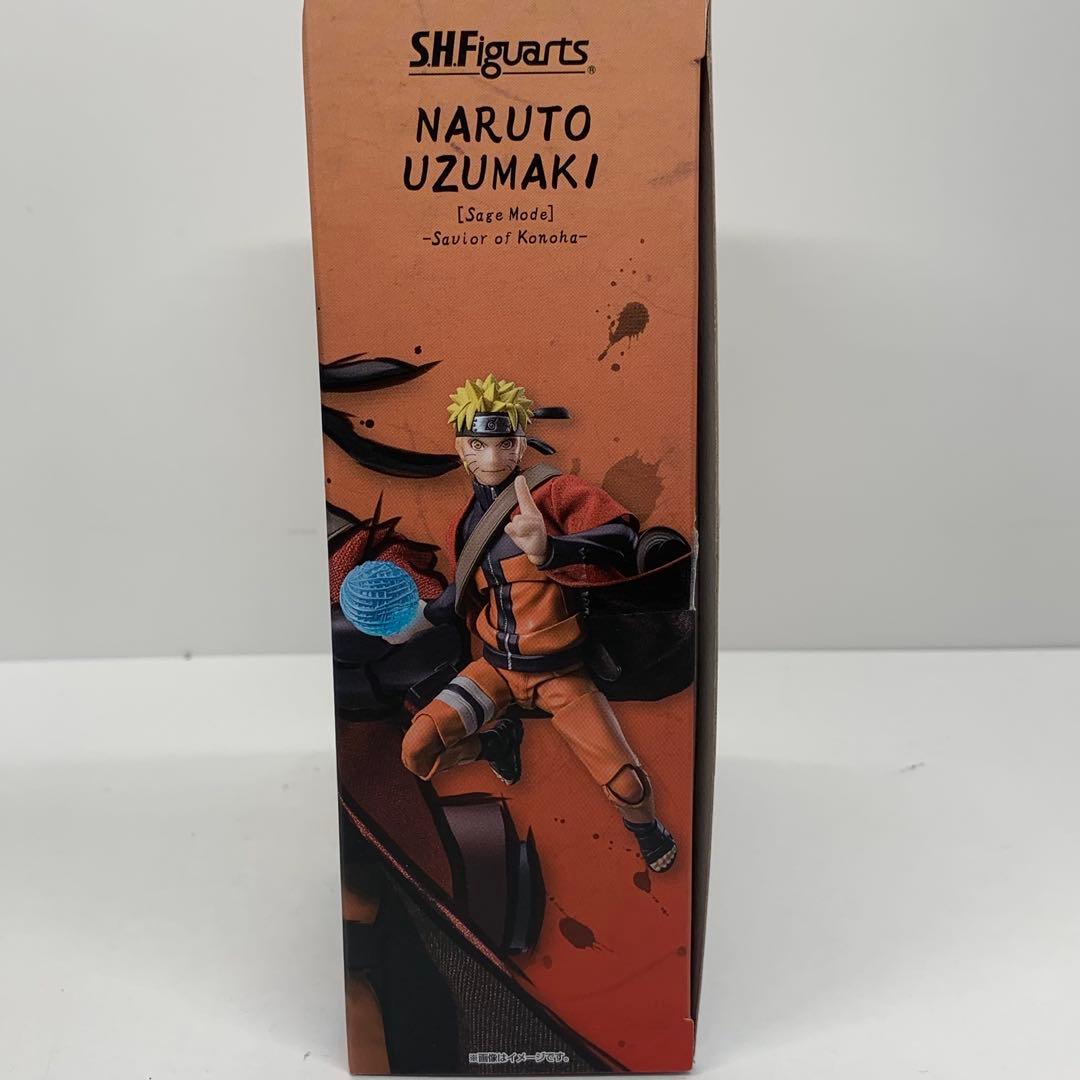 S.H.Figuarts®
NARUTO
UZUMAKI
[Sage Mode]
-Savior of Konoha-
※画像はイメージです。